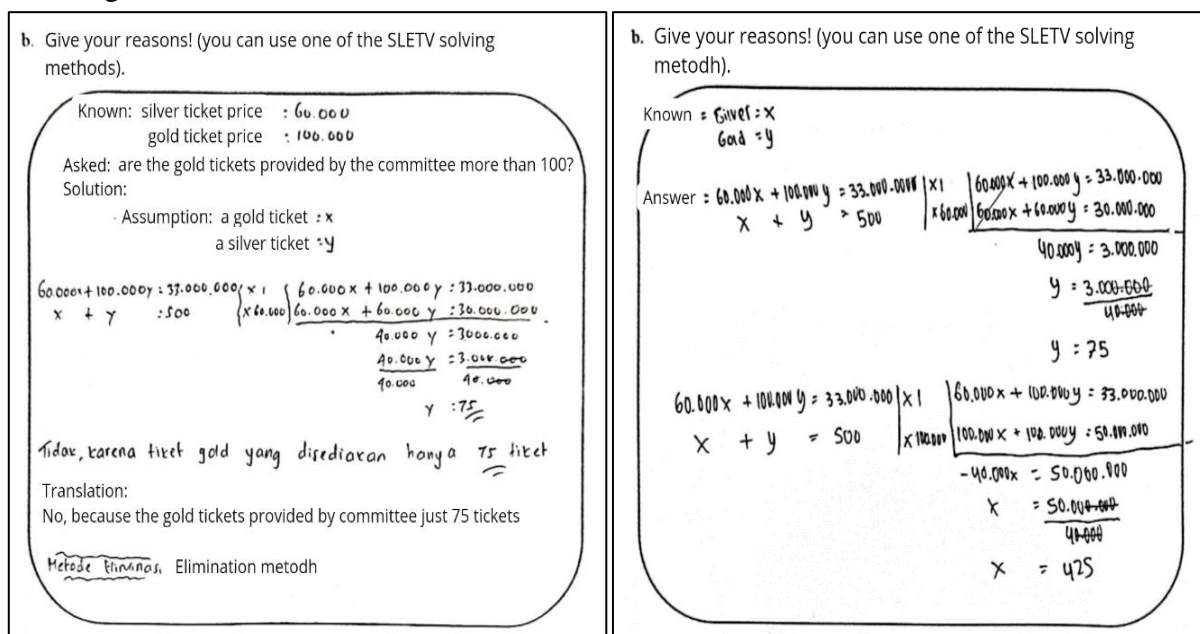 b. Give your reasons! (you can use one of the SLETV solving
methods).
Known: silver ticket price : 60.000
gold ticket price : 100.000
Asked: are the gold tickets provided by the committee more than 100?
Solution:
Assumption: a gold ticket : x
a silver ticket : y
60.000x + 100.000y : 33.000.000 | x 1 | 60.000x + 100.000y : 33.000.000
x + y : 500 | x 60.000 | 60.000x + 60.000y : 30.000.000 -
40.000 y : 3000.000
40.000 y : 3.000.000
40.000 40.000
y : 75
Tidak, karena tiket gold yang disediakan hanya 75 tiket
Translation:
No, because the gold tickets provided by committee just 75 tickets
Metode Eliminasi Elimination metodh
b. Give your reasons! (you can use one of the SLETV solving
metodh).
Known = Silver : x
Gold = y
Answer : 60.000x + 100.000y = 33.000.000 | x1 | 60.000x + 100.000y = 33.000.000
x + y = 500 | x 60.000 | 60.000x + 60.000y : 30.000.000 -
40.000y = 3.000.000
y = 3.000.000
40.000
y : 75
60.000x + 100.000y = 33.000.000 | x1 | 60.000x + 100.000y = 33.000.000
x + y = 500 | x 100.000 | 100.000x + 100.000y : 50.000.000 -
-40.000x = 50.000.000
x = 50.000.000
40.000
x = 425